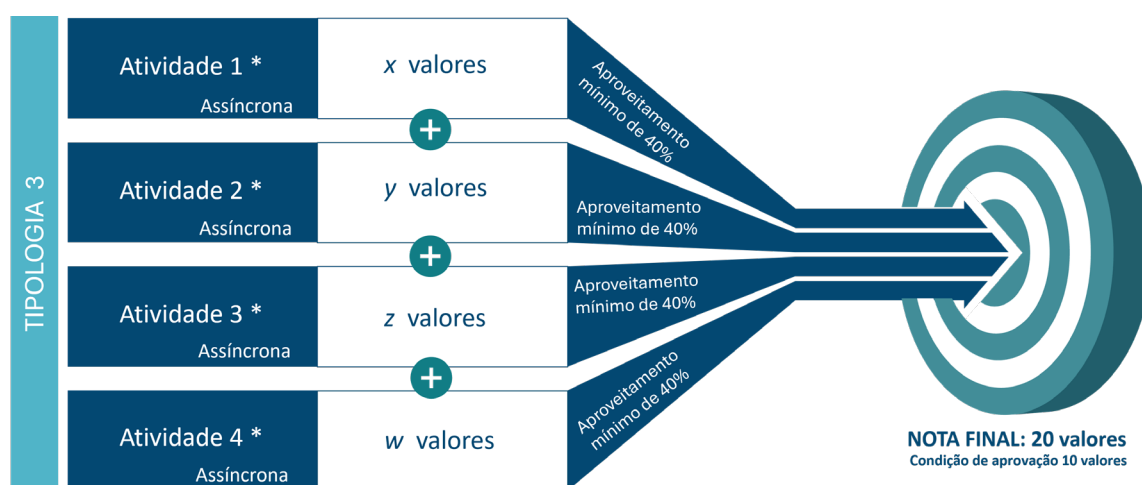 TIPOLOGIA 3
Atividade 1 *
Assíncrona
x valores
Aproveitamento
mínimo de 40%
+
Atividade 2 *
Assíncrona
y valores
Aproveitamento
mínimo de 40%
+
Atividade 3 *
Assíncrona
z valores
Aproveitamento
mínimo de 40%
+
Atividade 4 *
Assíncrona
w valores
Aproveitamento
mínimo de 40%
NOTA FINAL: 20 valores
Condição de aprovação 10 valores